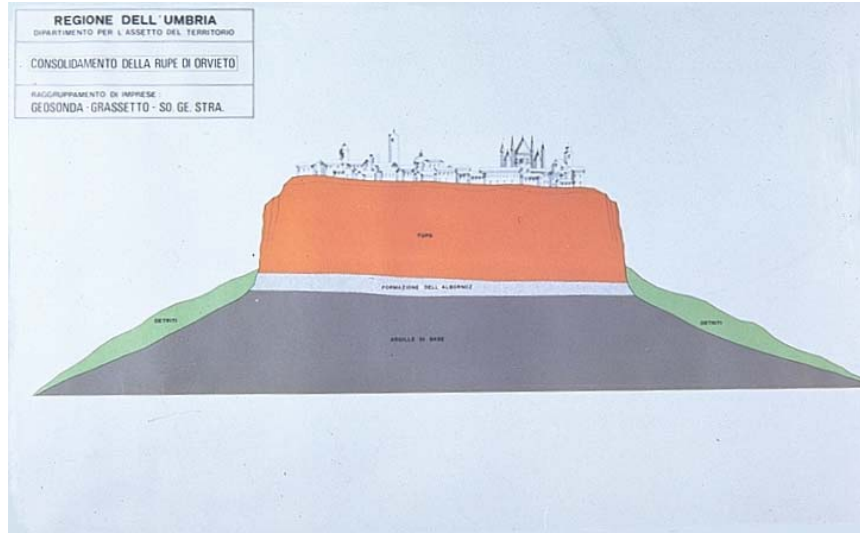 REGIONE DELL'UMBRIA
DIPARTIMENTO PER L'ASSETTO DEL TERRITORIO
CONSOLIDAMENTO DELLA RUPE DI ORVIETO
RAGGRUPPAMENTO DI IMPRESE :
GEOSONDA - GRASSETTO - SO. GE. STRA.
TUFO
FORMAZIONE DELL'ALBORNOZ
DETRITI
DETRITI
ARGILLE DI BASE